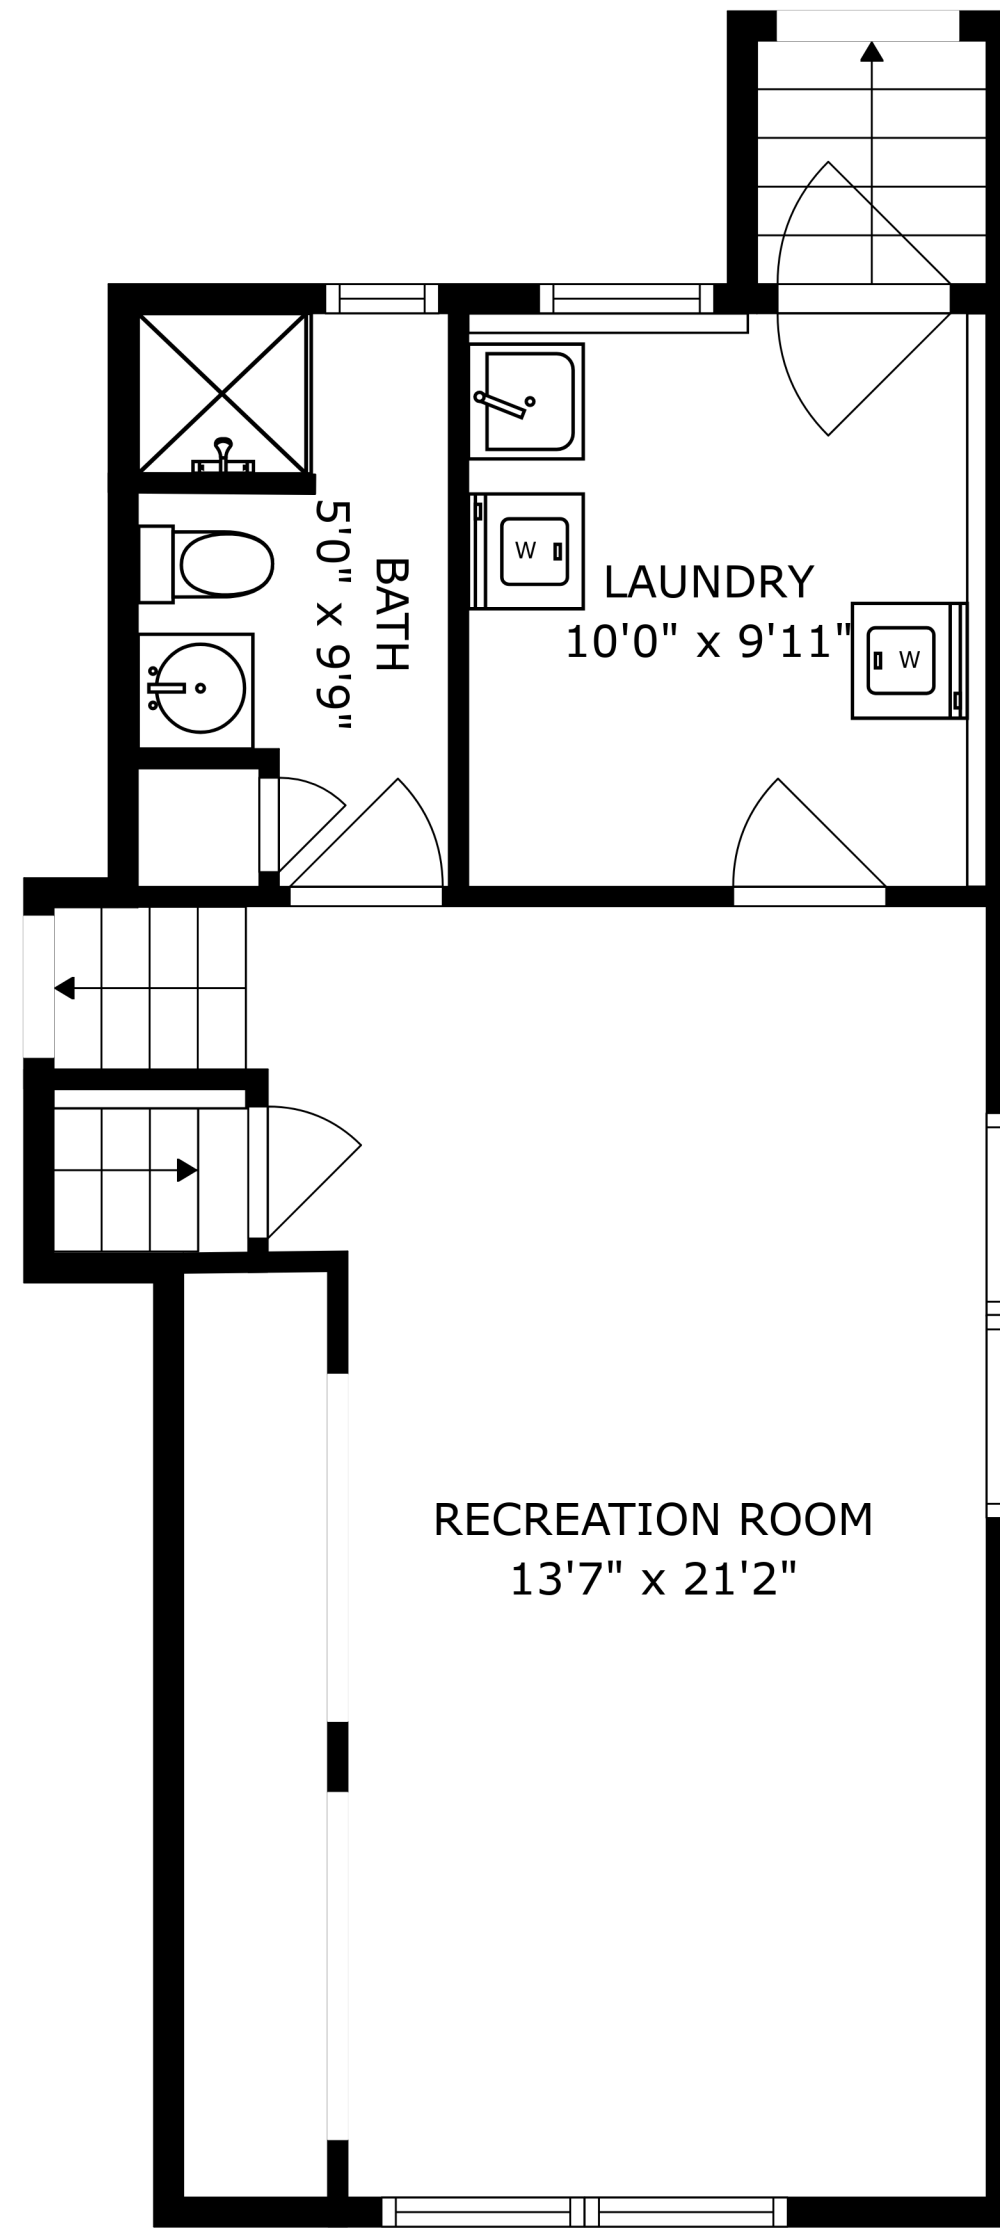 BATH
5'0" x 9'9"
W
LAUNDRY
10'0" x 9'11"
W
RECREATION ROOM
13'7" x 21'2"